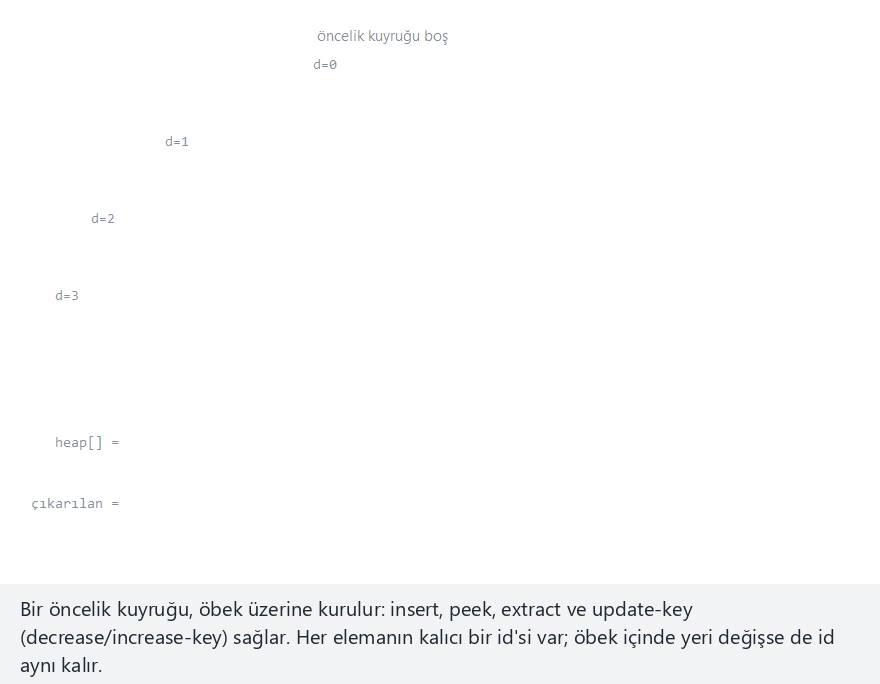 öncelik kuyruğu boş
d=0
d=1
d=2
d=3
heap[] =
çıkarılan =
Bir öncelik kuyruğu, öbek üzerine kurulur: insert, peek, extract ve update-key
(decrease/increase-key) sağlar. Her elemanın kalıcı bir id'si var; öbek içinde yeri değişse de id
aynı kalır.